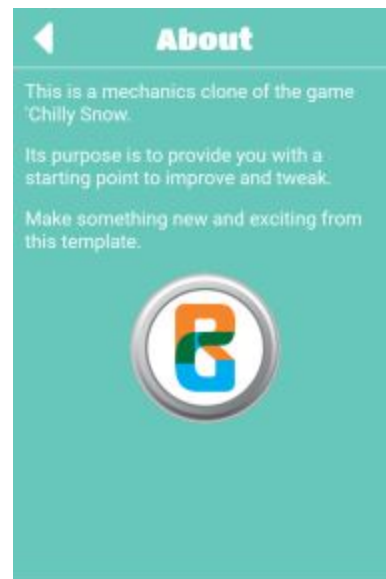 About
This is a mechanics clone of the game
'Chilly Snow.
Its purpose is to provide you with a
starting point to improve and tweak.
Make something new and exciting from
this template.